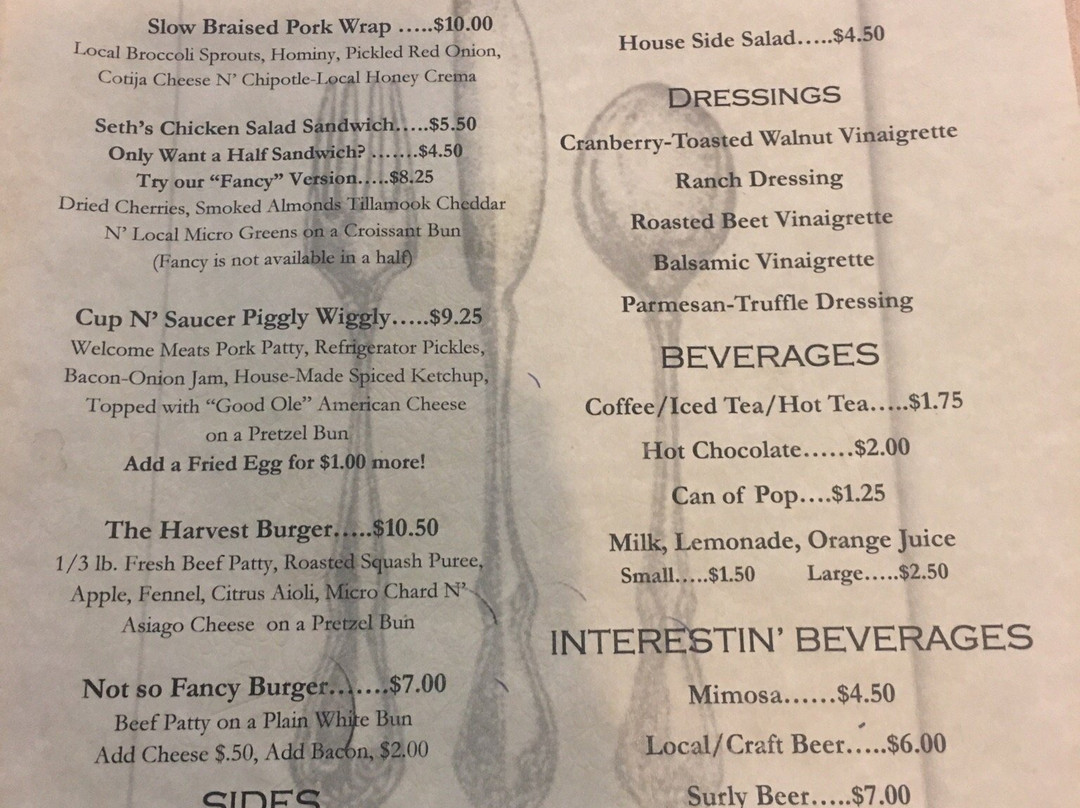 Slow Braised Pork Wrap .....$10.00
Local Broccoli Sprouts, Hominy, Pickled Red Onion,
Cotija Cheese N' Chipotle-Local Honey Crema
Seth's Chicken Salad Sandwich.....$5.50
Only Want a Half Sandwich? .......$4.50
Try our "Fancy" Version.....$8.25
Dried Cherries, Smoked Almonds Tillamook Cheddar
N' Local Micro Greens on a Croissant Bun
(Fancy is not available in a half)
Cup N' Saucer Piggly Wiggly.....$9.25
Welcome Meats Pork Patty, Refrigerator Pickles,
Bacon-Onion Jam, House-Made Spiced Ketchup,
Topped with "Good Ole" American Cheese
on a Pretzel Bun
Add a Fried Egg for $1.00 more!
The Harvest Burger.....$10.50
1/3 lb. Fresh Beef Patty, Roasted Squash Puree,
Apple, Fennel, Citrus Aioli, Micro Chard N'
Asiago Cheese on a Pretzel Bun
Not so Fancy Burger.......$7.00
Beef Patty on a Plain White Bun
Add Cheese $.50, Add Bacon, $2.00
SIDES
House Side Salad.....$4.50
DRESSINGS
Cranberry-Toasted Walnut Vinaigrette
Ranch Dressing
Roasted Beet Vinaigrette
Balsamic Vinaigrette
Parmesan-Truffle Dressing
BEVERAGES
Coffee/Iced Tea/Hot Tea.....$1.75
Hot Chocolate......$2.00
Can of Pop....$1.25
Milk, Lemonade, Orange Juice
Small.....$1.50 Large.....$2.50
INTERESTIN' BEVERAGES
Mimosa......$4.50
Local/Craft Beer.....$6.00
Surly Beer.....$7.00